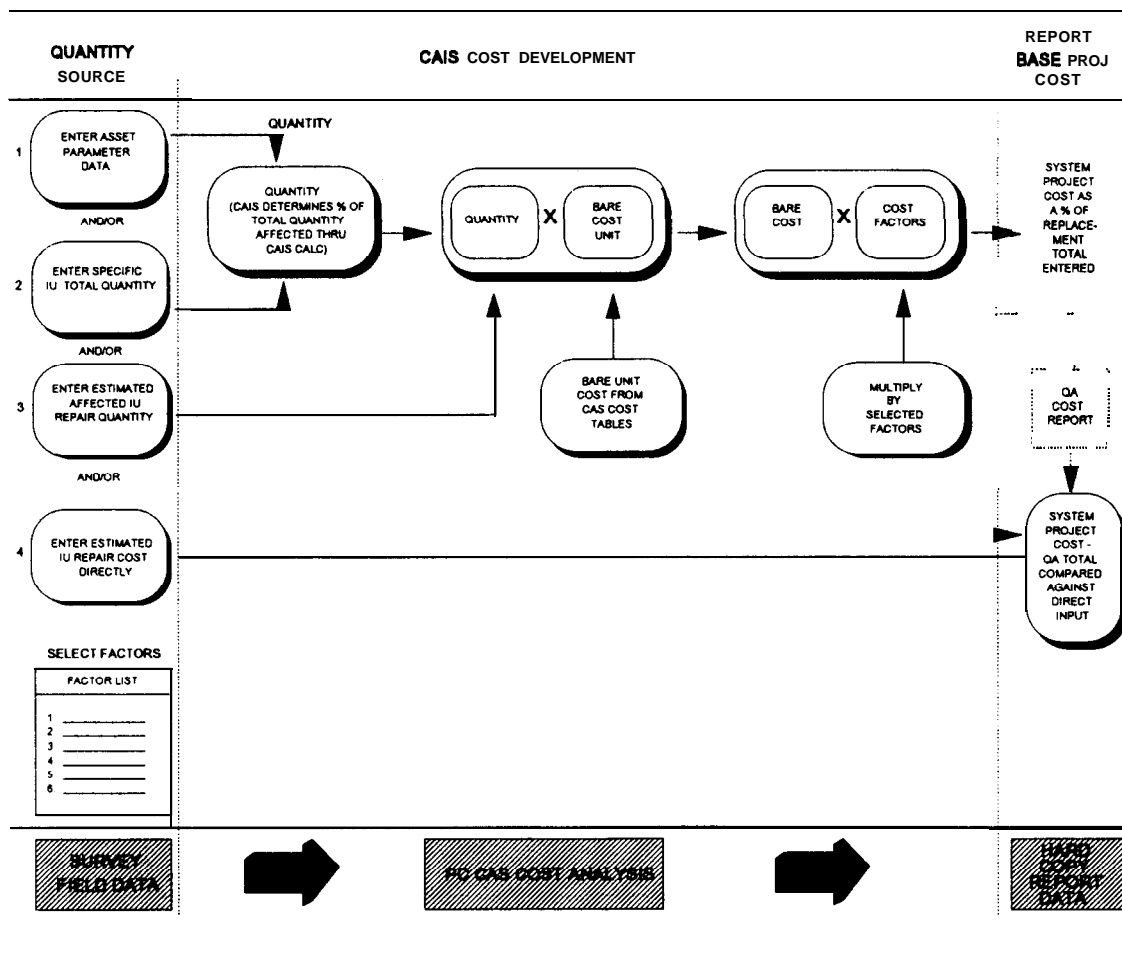 QUANTITY
SOURCE
CAIS COST DEVELOPMENT
REPORT
BASE PROJ
COST
1
ENTER ASSET
PARAMETER
DATA
AND/OR
2
ENTER SPECIFIC
IU TOTAL QUANTITY
AND/OR
3
ENTER ESTIMATED
AFFECTED IU
REPAIR QUANTITY
AND/OR
4
ENTER ESTIMATED
IU REPAIR COST
DIRECTLY
SELECT FACTORS
FACTOR LIST
1
2
3
4
5
6
QUANTITY
QUANTITY
(CAIS DETERMINES % OF
TOTAL QUANTITY
AFFECTED THRU
CAIS CALC)
QUANTITY
X
BARE
COST
UNIT
BARE UNIT
COST FROM
CAS COST
TABLES
BARE
COST
X
COST
FACTORS
MULTIPLY
BY
SELECTED
FACTORS
SYSTEM
PROJECT
COST AS
A % OF
REPLACE-
MENT
TOTAL
ENTERED
QA
COST
REPORT
SYSTEM
PROJECT
COST -
QA TOTAL
COMPARED
AGAINST
DIRECT
INPUT
SURVEY
FIELD DATA
PC CAS COST ANALYSIS
HARD
COPY
REPORT
DATA